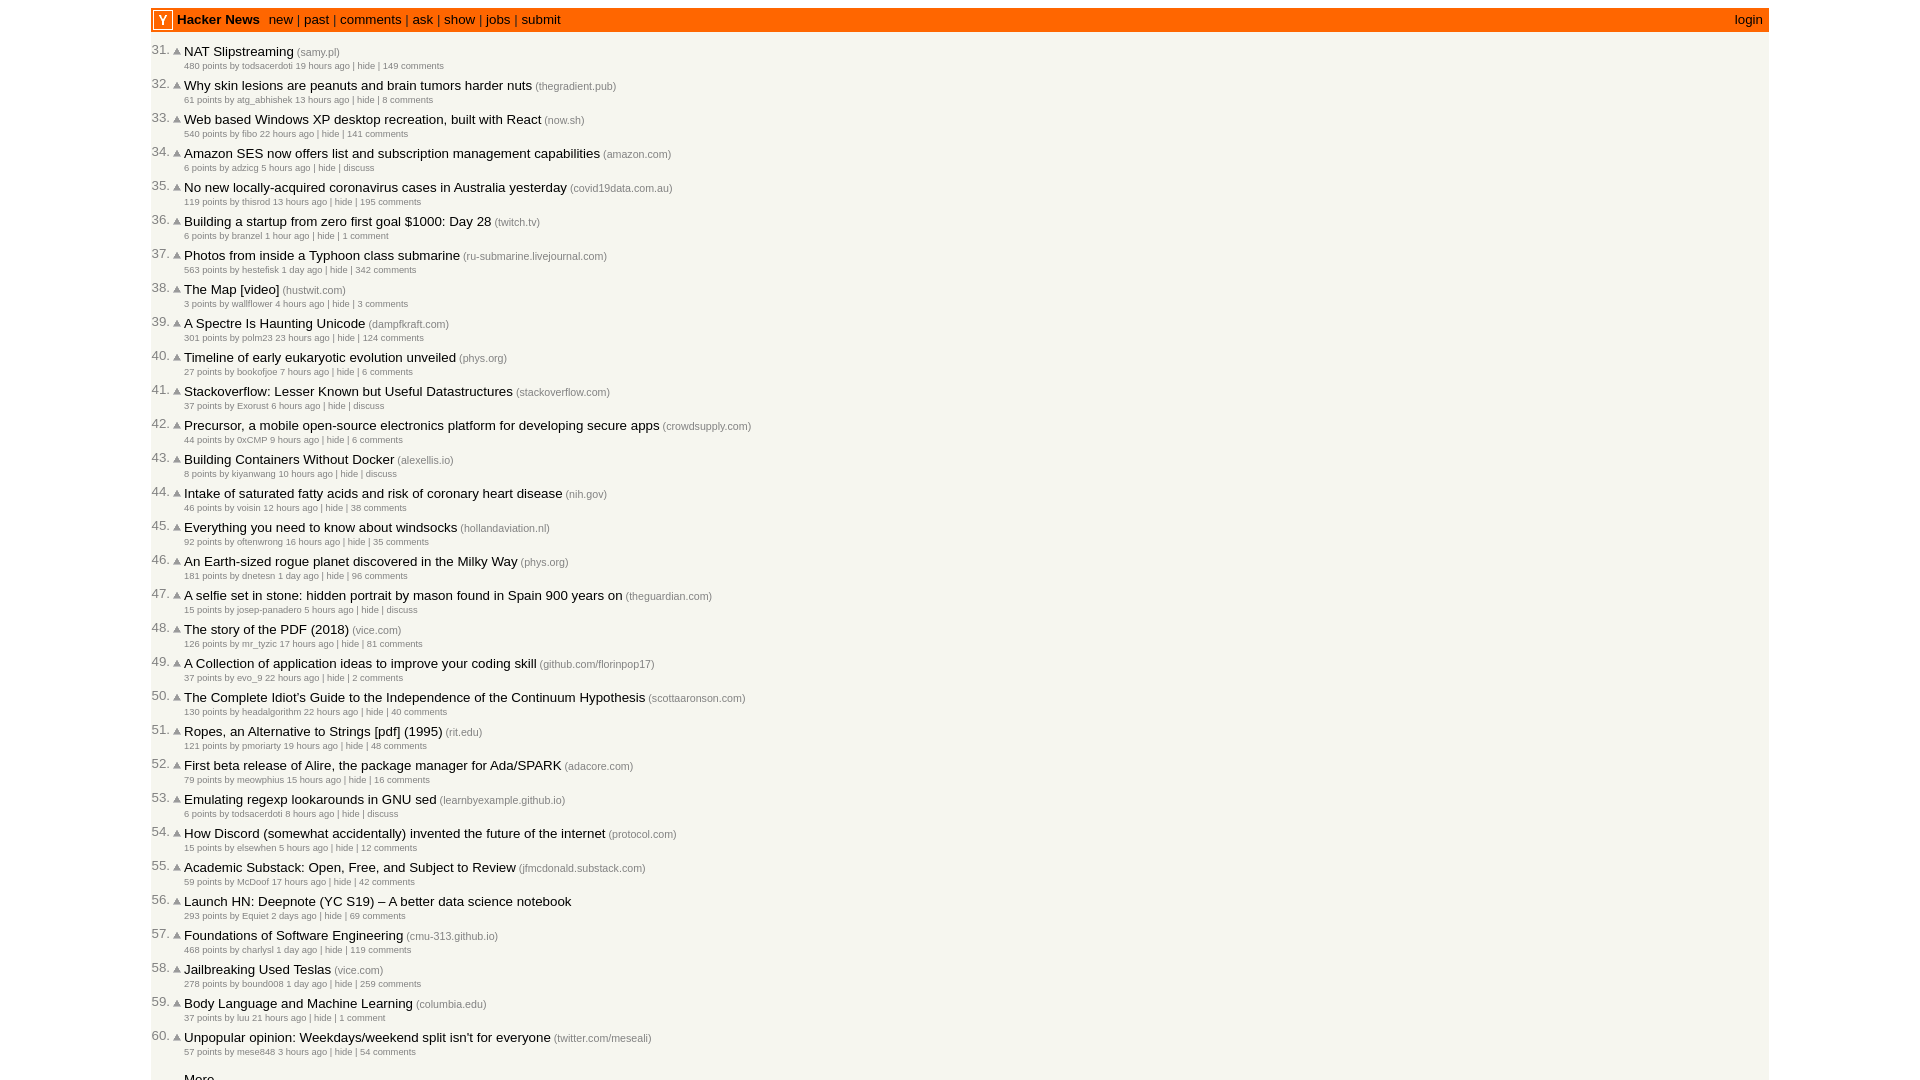 Y Hacker News new | past | comments | ask | show | jobs | submit login
31. NAT Slipstreaming (samy.pl)
480 points by todsacerdoti 19 hours ago | hide | 149 comments
32. Why skin lesions are peanuts and brain tumors harder nuts (thegradient.pub)
61 points by atg_abhishek 13 hours ago | hide | 8 comments
33. Web based Windows XP desktop recreation, built with React (now.sh)
540 points by fibo 22 hours ago | hide | 141 comments
34. Amazon SES now offers list and subscription management capabilities (amazon.com)
6 points by adzicg 5 hours ago | hide | discuss
35. No new locally-acquired coronavirus cases in Australia yesterday (covid19data.com.au)
119 points by thisrod 13 hours ago | hide | 195 comments
36. Building a startup from zero first goal $1000: Day 28 (twitch.tv)
6 points by branzel 1 hour ago | hide | 1 comment
37. Photos from inside a Typhoon class submarine (ru-submarine.livejournal.com)
563 points by hestefisk 1 day ago | hide | 342 comments
38. The Map [video] (hustwit.com)
3 points by wallflower 4 hours ago | hide | 3 comments
39. A Spectre Is Haunting Unicode (dampfkraft.com)
301 points by polm23 23 hours ago | hide | 124 comments
40. Timeline of early eukaryotic evolution unveiled (phys.org)
27 points by bookofjoe 7 hours ago | hide | 6 comments
41. Stackoverflow: Lesser Known but Useful Datastructures (stackoverflow.com)
37 points by Exorust 6 hours ago | hide | discuss
42. Precursor, a mobile open-source electronics platform for developing secure apps (crowdsupply.com)
44 points by 0xCMP 9 hours ago | hide | 6 comments
43. Building Containers Without Docker (alexellis.io)
8 points by kiyanwang 10 hours ago | hide | discuss
44. Intake of saturated fatty acids and risk of coronary heart disease (nih.gov)
46 points by voisin 12 hours ago | hide | 38 comments
45. Everything you need to know about windsocks (hollandaviation.nl)
92 points by oftenwrong 16 hours ago | hide | 35 comments
46. An Earth-sized rogue planet discovered in the Milky Way (phys.org)
181 points by dnetesn 1 day ago | hide | 96 comments
47. A selfie set in stone: hidden portrait by mason found in Spain 900 years on (theguardian.com)
15 points by josep-panadero 5 hours ago | hide | discuss
48. The story of the PDF (2018) (vice.com)
126 points by mr_tyzic 17 hours ago | hide | 81 comments
49. A Collection of application ideas to improve your coding skill (github.com/florinpop17)
37 points by evo_9 22 hours ago | hide | 2 comments
50. The Complete Idiot’s Guide to the Independence of the Continuum Hypothesis (scottaaronson.com)
130 points by headalgorithm 22 hours ago | hide | 40 comments
51. Ropes, an Alternative to Strings [pdf] (1995) (rit.edu)
121 points by pmoriarty 19 hours ago | hide | 48 comments
52. First beta release of Alire, the package manager for Ada/SPARK (adacore.com)
79 points by meowphius 15 hours ago | hide | 16 comments
53. Emulating regexp lookarounds in GNU sed (learnbyexample.github.io)
6 points by todsacerdoti 8 hours ago | hide | discuss
54. How Discord (somewhat accidentally) invented the future of the internet (protocol.com)
15 points by elsewhen 5 hours ago | hide | 12 comments
55. Academic Substack: Open, Free, and Subject to Review (jfmcdonald.substack.com)
59 points by McDoof 17 hours ago | hide | 42 comments
56. Launch HN: Deepnote (YC S19) – A better data science notebook
293 points by Equiet 2 days ago | hide | 69 comments
57. Foundations of Software Engineering (cmu-313.github.io)
468 points by charlysl 1 day ago | hide | 119 comments
58. Jailbreaking Used Teslas (vice.com)
278 points by bound008 1 day ago | hide | 259 comments
59. Body Language and Machine Learning (columbia.edu)
37 points by luu 21 hours ago | hide | 1 comment
60. Unpopular opinion: Weekdays/weekend split isn't for everyone (twitter.com/meseali)
57 points by mese848 3 hours ago | hide | 54 comments
More